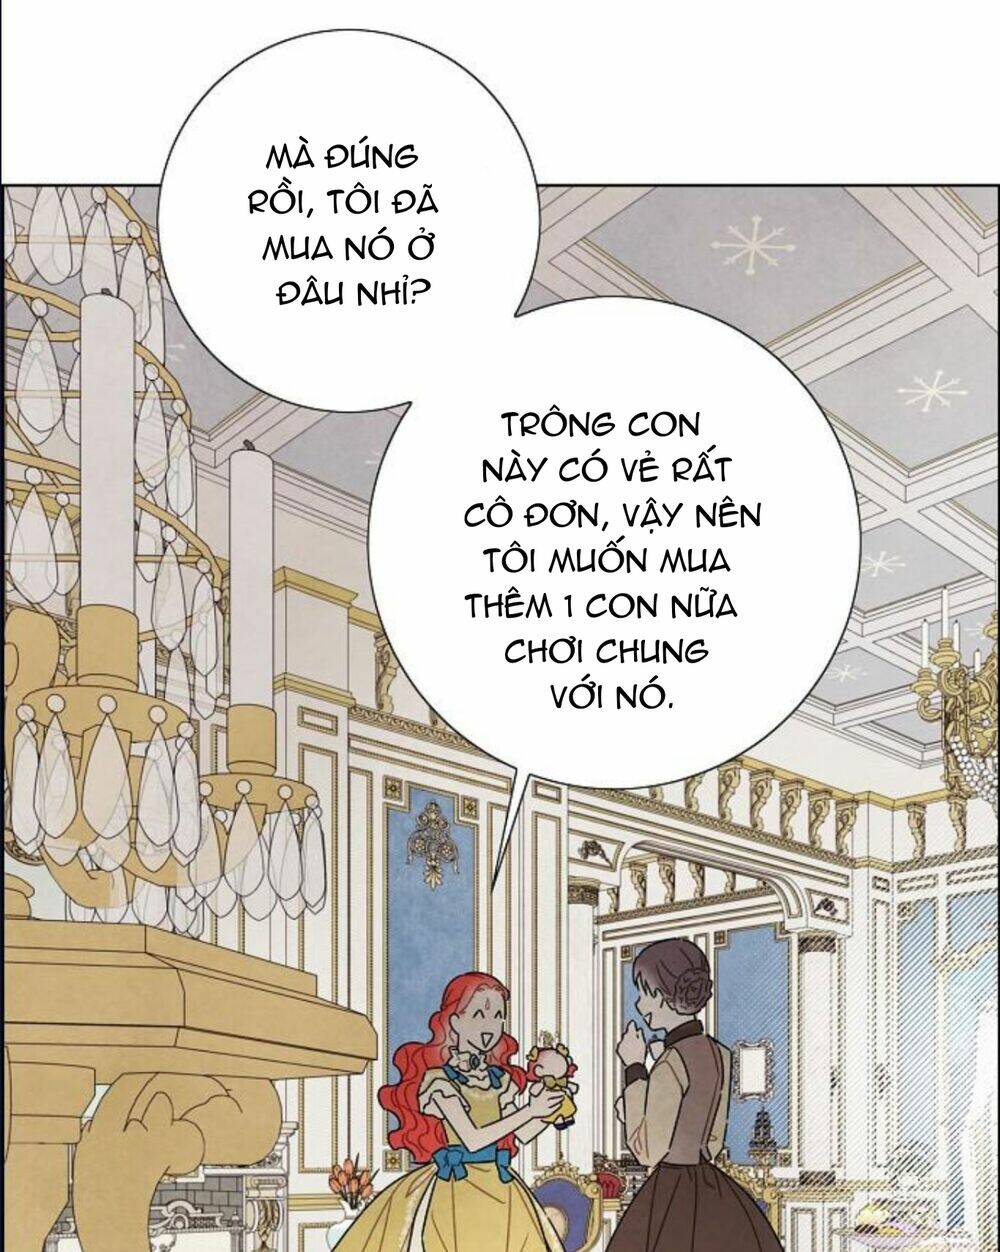 MÀ ĐÚNG
RỒI, TÔI ĐÃ
MUA NÓ Ở
ĐÂU NHỈ?
TRÔNG CON
NÀY CÓ VẺ RẤT
CÔ ĐƠN, VẬY NÊN
TÔI MUỐN MUA
THÊM 1 CON NỮA
CHƠI CHUNG
VỚI NÓ.